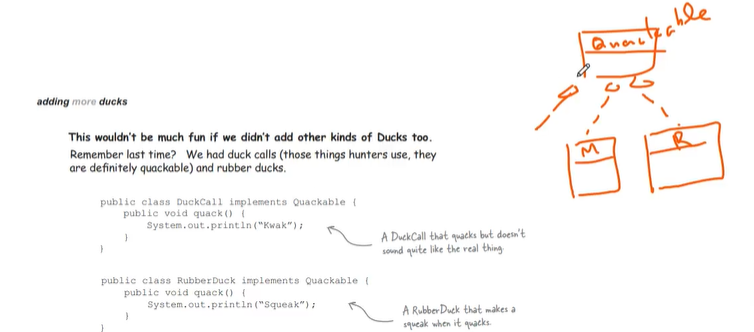 Quackable
adding more ducks
This wouldn't be much fun if we didn't add other kinds of Ducks too.
Remember last time?  We had duck calls (those things hunters use, they
are definitely quackable) and rubber ducks.
M
R
public class DuckCall implements Quackable {
    public void quack() {
        System.out.println("Kwak");
    }
}
A DuckCall that quacks but doesn't
sound quite like the real thing.
public class RubberDuck implements Quackable {
    public void quack() {
        System.out.println("Squeak");
    }
}
A RubberDuck that makes a
squeak when it quacks.